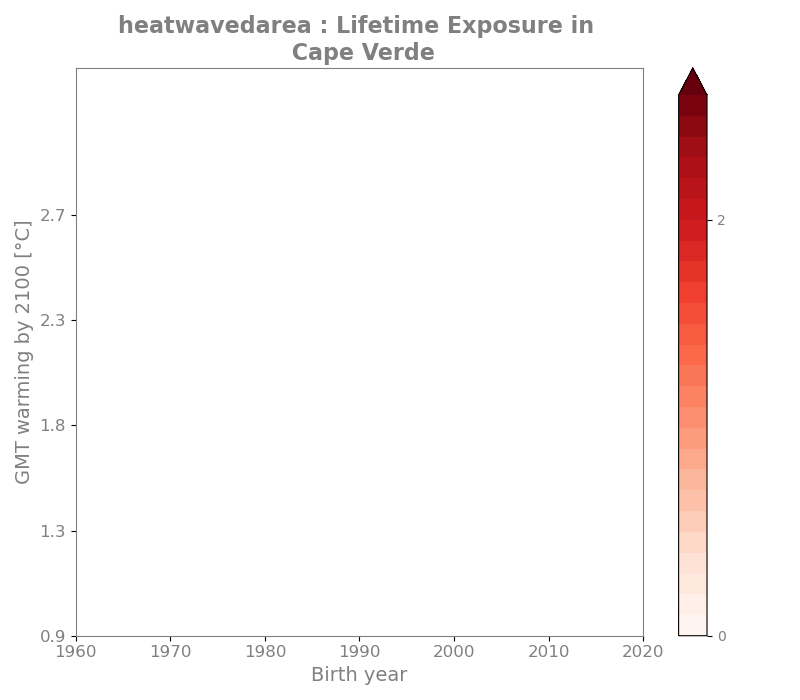 heatwavedarea : Lifetime Exposure in
Cape Verde
GMT warming by 2100 [°C]
2.7
2.3
1.8
1.3
0.9
1960 1970 1980 1990 2000 2010 2020
Birth year
2
0